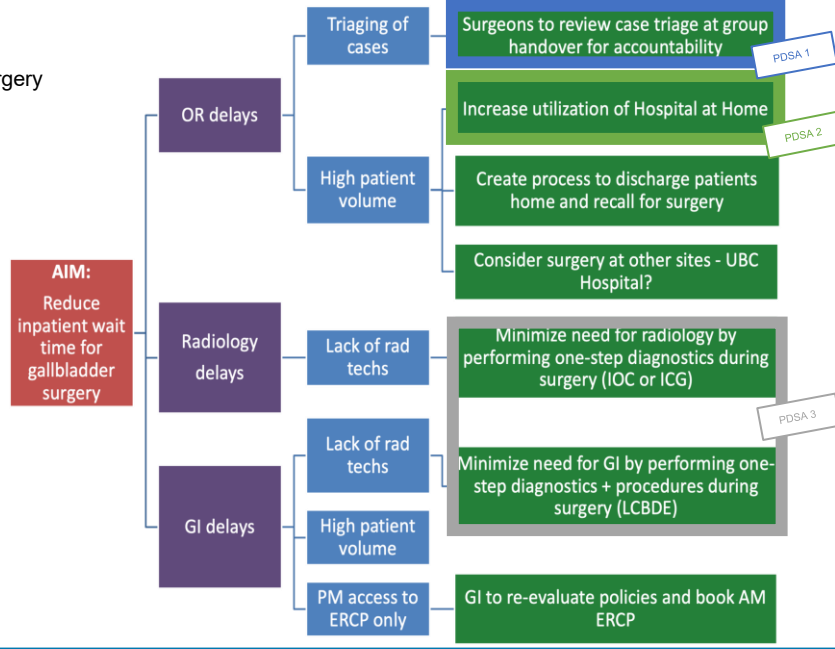 rgery
Triaging of
cases
Surgeons to review case triage at group
handover for accountability
PDSA 1
OR delays
Increase utilization of Hospital at Home
PDSA 2
High patient
volume
Create process to discharge patients
home and recall for surgery
Consider surgery at other sites - UBC
Hospital?
AIM:
Reduce
inpatient wait
time for
gallbladder
surgery
Radiology
delays
Lack of rad
techs
Minimize need for radiology by
performing one-step diagnostics during
surgery (IOC or ICG)
PDSA 3
Lack of rad
techs
Minimize need for GI by performing one-
step diagnostics + procedures during
surgery (LCBDE)
GI delays
High patient
volume
PM access to
ERCP only
GI to re-evaluate policies and book AM
ERCP